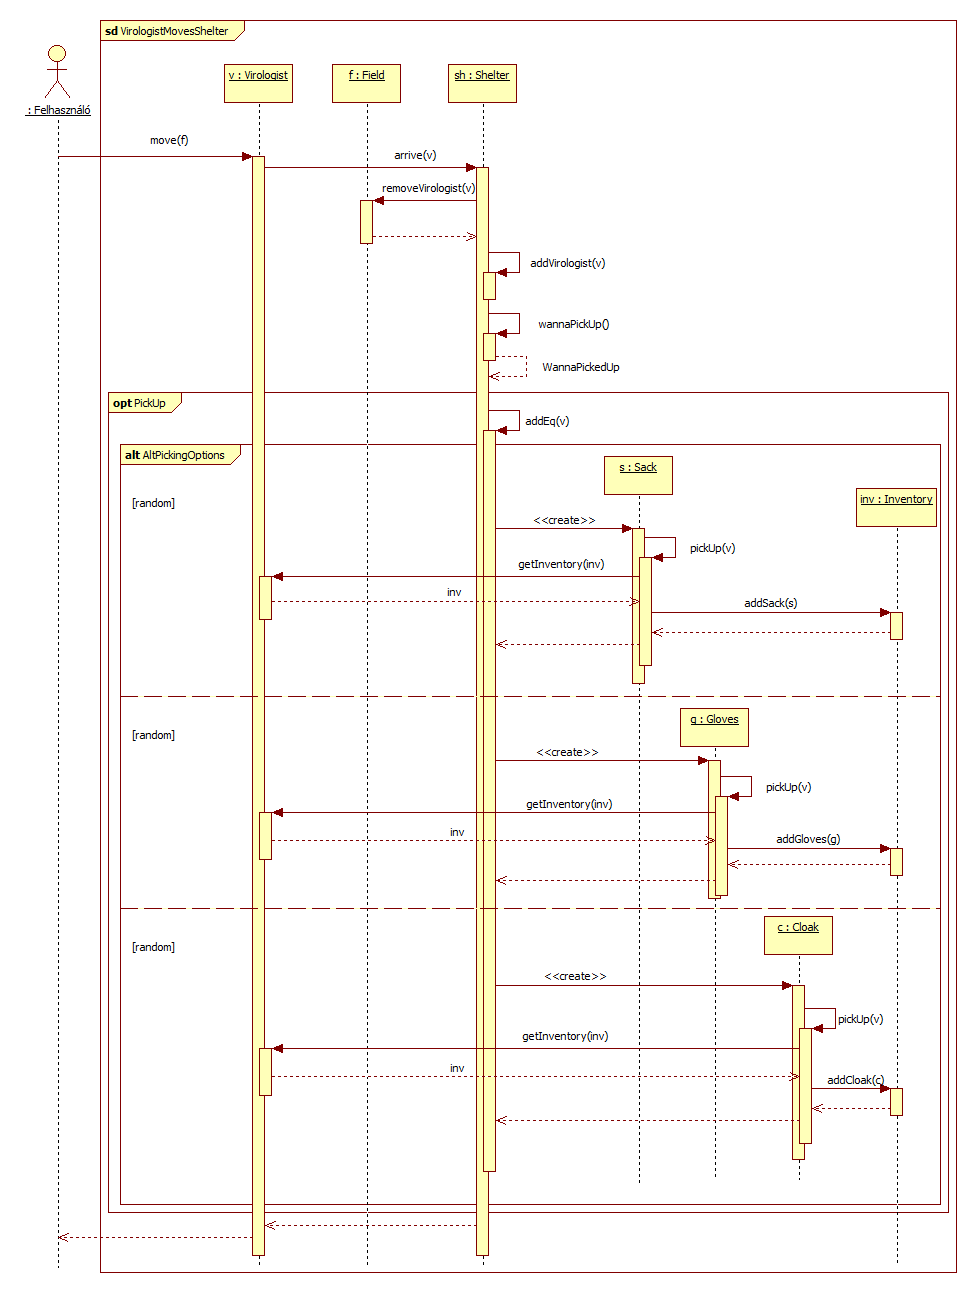 sd VirologistMovesShelter
: Felhasználó
v : Virologist
f : Field
sh : Shelter
move(f)
arrive(v)
removeVirologist(v)
addVirologist(v)
wannaPickUp()
WannaPickedUp
opt PickUp
addEq(v)
alt AltPickingOptions
s : Sack
inv : Inventory
[random]
<<create>>
pickUp(v)
getInventory(inv)
inv
addSack(s)
g : Gloves
[random]
<<create>>
pickUp(v)
getInventory(inv)
inv
addGloves(g)
c : Cloak
[random]
<<create>>
pickUp(v)
getInventory(inv)
inv
addCloak(c)